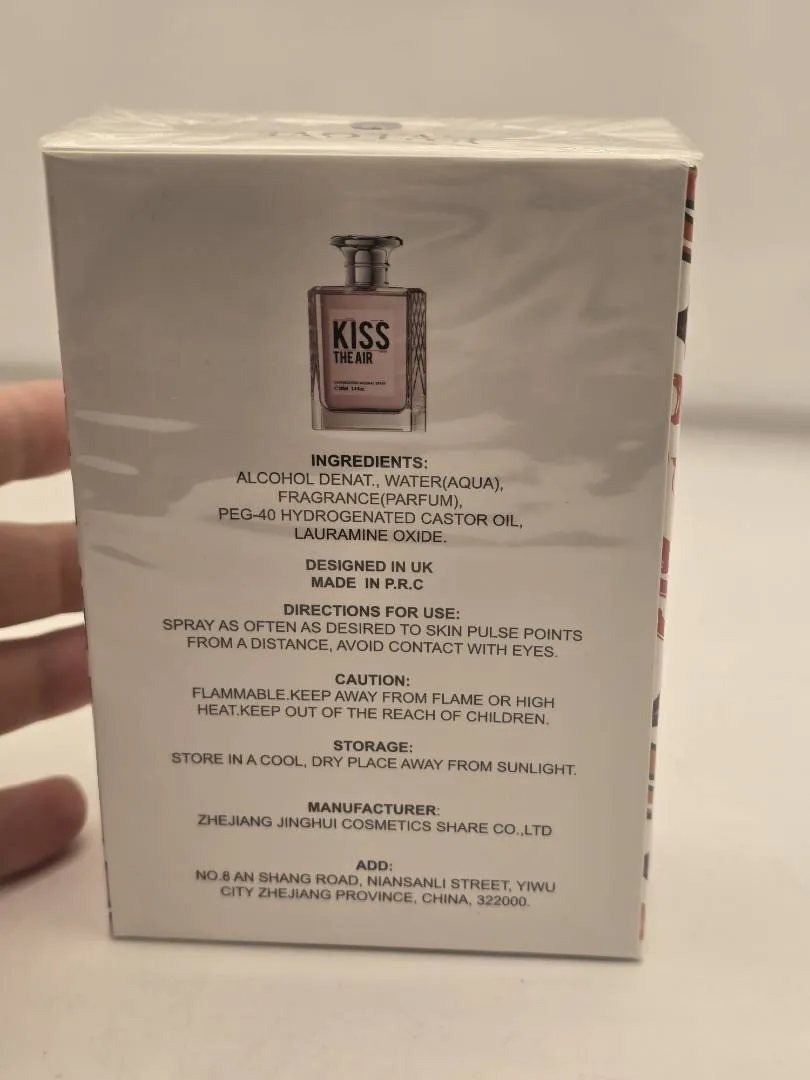 KISS
THE AIR
INGREDIENTS:
ALCOHOL DENAT., WATER(AQUA),
FRAGRANCE(PARFUM),
PEG-40 HYDROGENATED CASTOR OIL,
LAURAMINE OXIDE.
DESIGNED IN UK
MADE IN P.R.C
DIRECTIONS FOR USE:
SPRAY AS OFTEN AS DESIRED TO SKIN PULSE POINTS
FROM A DISTANCE, AVOID CONTACT WITH EYES.
CAUTION:
FLAMMABLE.KEEP AWAY FROM FLAME OR HIGH
HEAT.KEEP OUT OF THE REACH OF CHILDREN.
STORAGE:
STORE IN A COOL, DRY PLACE AWAY FROM SUNLIGHT.
MANUFACTURER:
ZHEJIANG JINGHUI COSMETICS SHARE CO.,LTD
ADD:
NO.8 AN SHANG ROAD, NIANSANLI STREET, YIWU
CITY ZHEJIANG PROVINCE, CHINA, 322000.